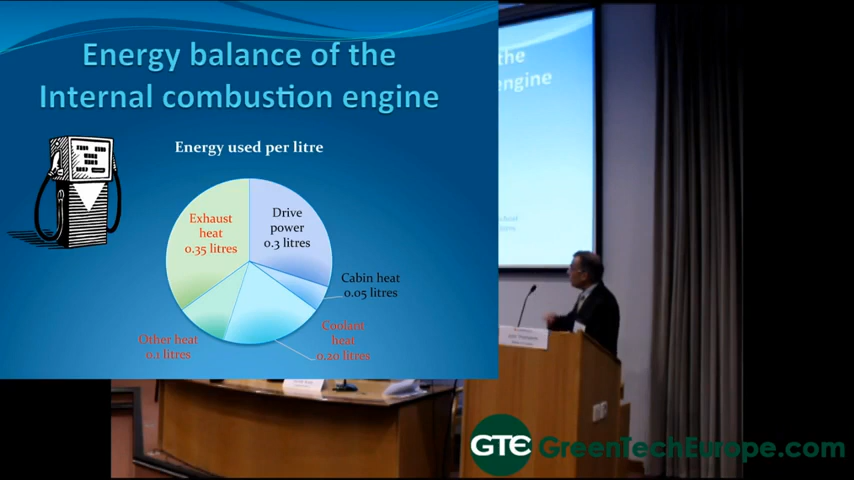 Energy balance of the
Internal combustion engine
Energy used per litre
Exhaust
heat
0.35 litres
Drive
power
0.3 litres
Cabin heat
0.05 litres
Coolant
heat
0.20 litres
Other heat
0.1 litres
the
engine
GTE
GreenTechEurope.com